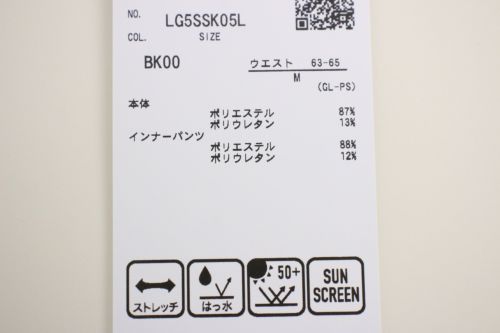 NO. LG5SSK05L
COL. SIZE
BK00 ウエスト 63-65
M
(GL-PS)
本体
ポリエステル 87%
ポリウレタン 13%
インナーパンツ
ポリエステル 88%
ポリウレタン 12%
ストレッチ
はっ水
50+
SUN
SCREEN